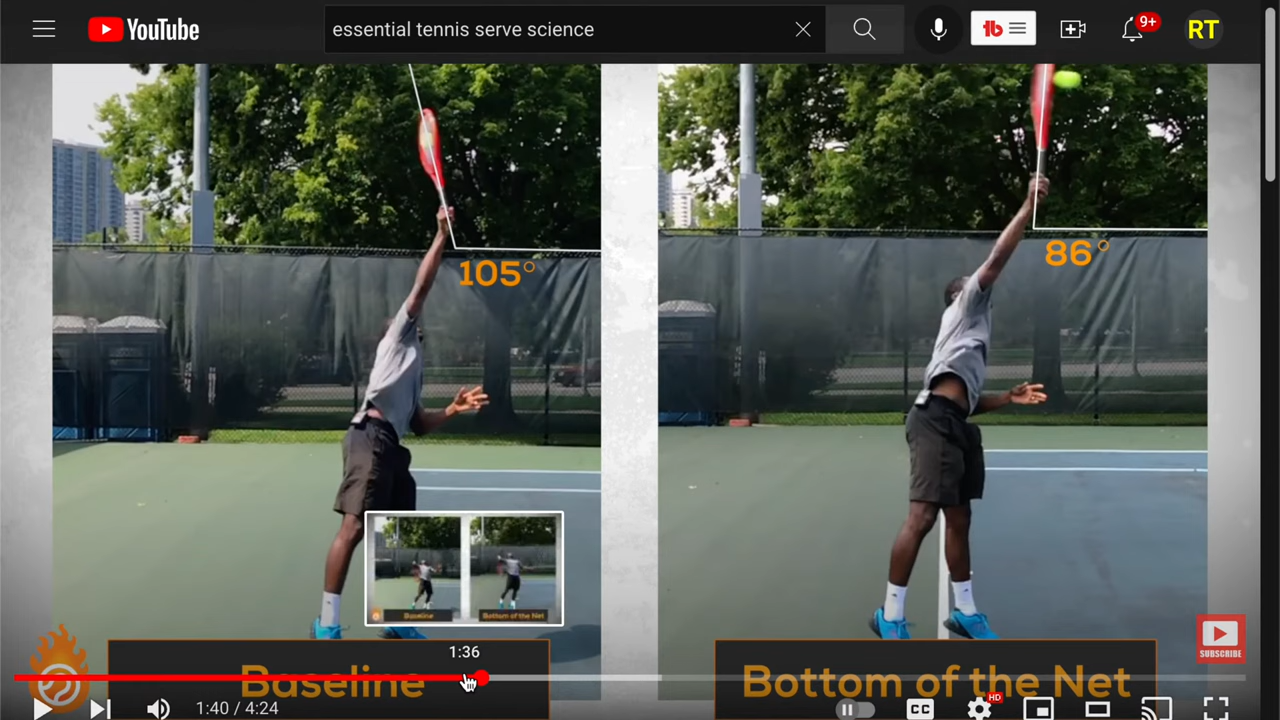 YouTube
essential tennis serve science
9+
RT
105°
86°
Baseline
Bottom of the Net
1:36
SUBSCRIBE
Baseline
Bottom of the Net
1:40 / 4:24
CC
HD